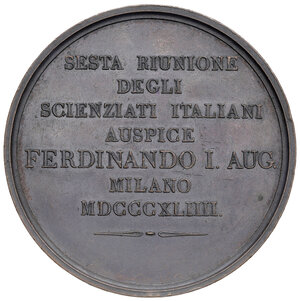 SESTA RIUNIONE
DEGLI
SCIENZIATI ITALIANI
AUSPICE
FERDINANDO I. AUG.
MILANO
MDCCCXLIIII.